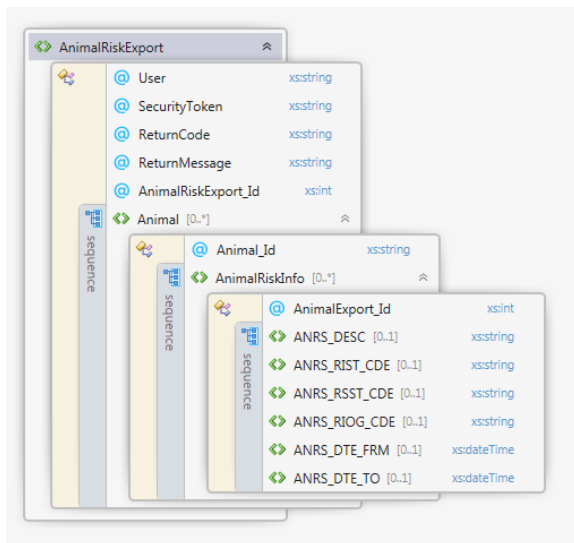 AnimalRiskExport
@ User xs:string
@ SecurityToken xs:string
@ ReturnCode xs:string
@ ReturnMessage xs:string
@ AnimalRiskExport_Id xs:int
Animal [0..*]
sequence
@ Animal_Id xs:string
AnimalRiskInfo [0..*]
sequence
@ AnimalExport_Id xs:int
ANRS_DESC [0..1] xs:string
sequence
ANRS_RIST_CDE [0..1] xs:string
ANRS_RSST_CDE [0..1] xs:string
ANRS_RIOG_CDE [0..1] xs:string
ANRS_DTE_FRM [0..1] xs:dateTime
ANRS_DTE_TO [0..1] xs:dateTime